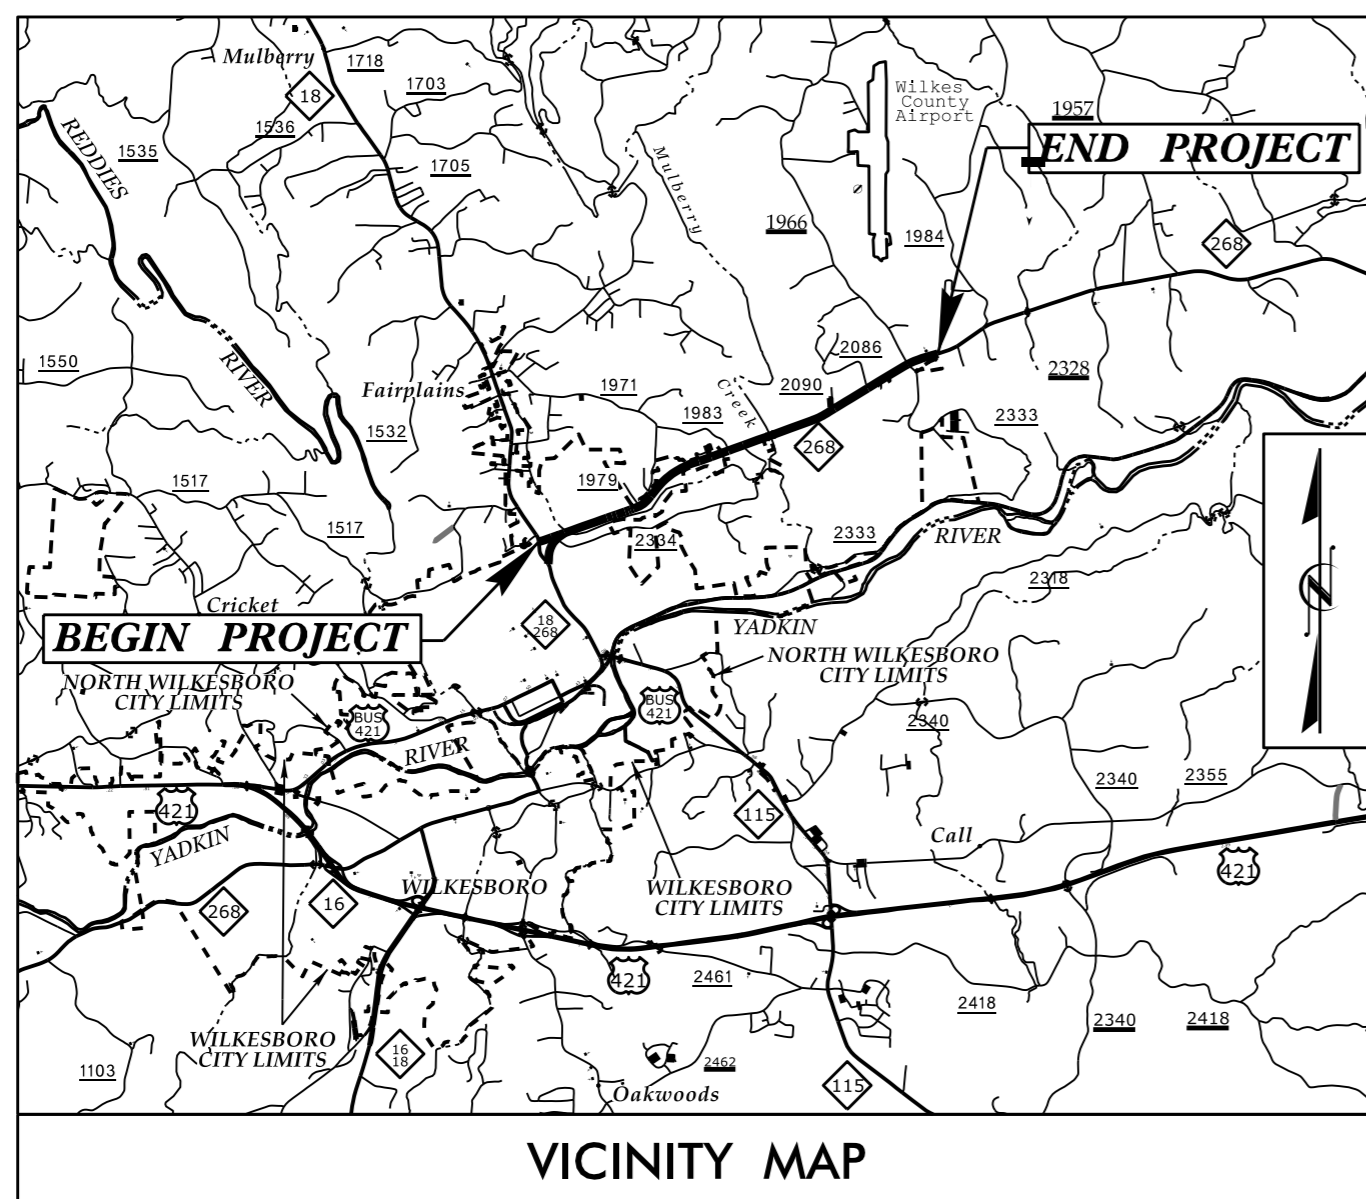 Mulberry
1718
18
1703
1536
REDDIES
1535
1705
Mulberry
Wilkes
County
Airport
1957
END PROJECT
1966
1984
268
1550
RIVER
Fairplains
1971
Creek
2090
2086
2328
1532
1983
268
2333
1517
1979
1517
2334
2333
RIVER
2318
Cricket
BEGIN PROJECT
18
268
YADKIN
NORTH WILKESBORO
CITY LIMITS
NORTH WILKESBORO
CITY LIMITS
BUS
421
BUS
421
RIVER
2340
2340
2355
421
YADKIN
115
Call
421
268
16
WILKESBORO
WILKESBORO
CITY LIMITS
421
2461
2418
2340
2418
WILKESBORO
CITY LIMITS
16
18
1103
2462
Oakwoods
115
N
VICINITY MAP